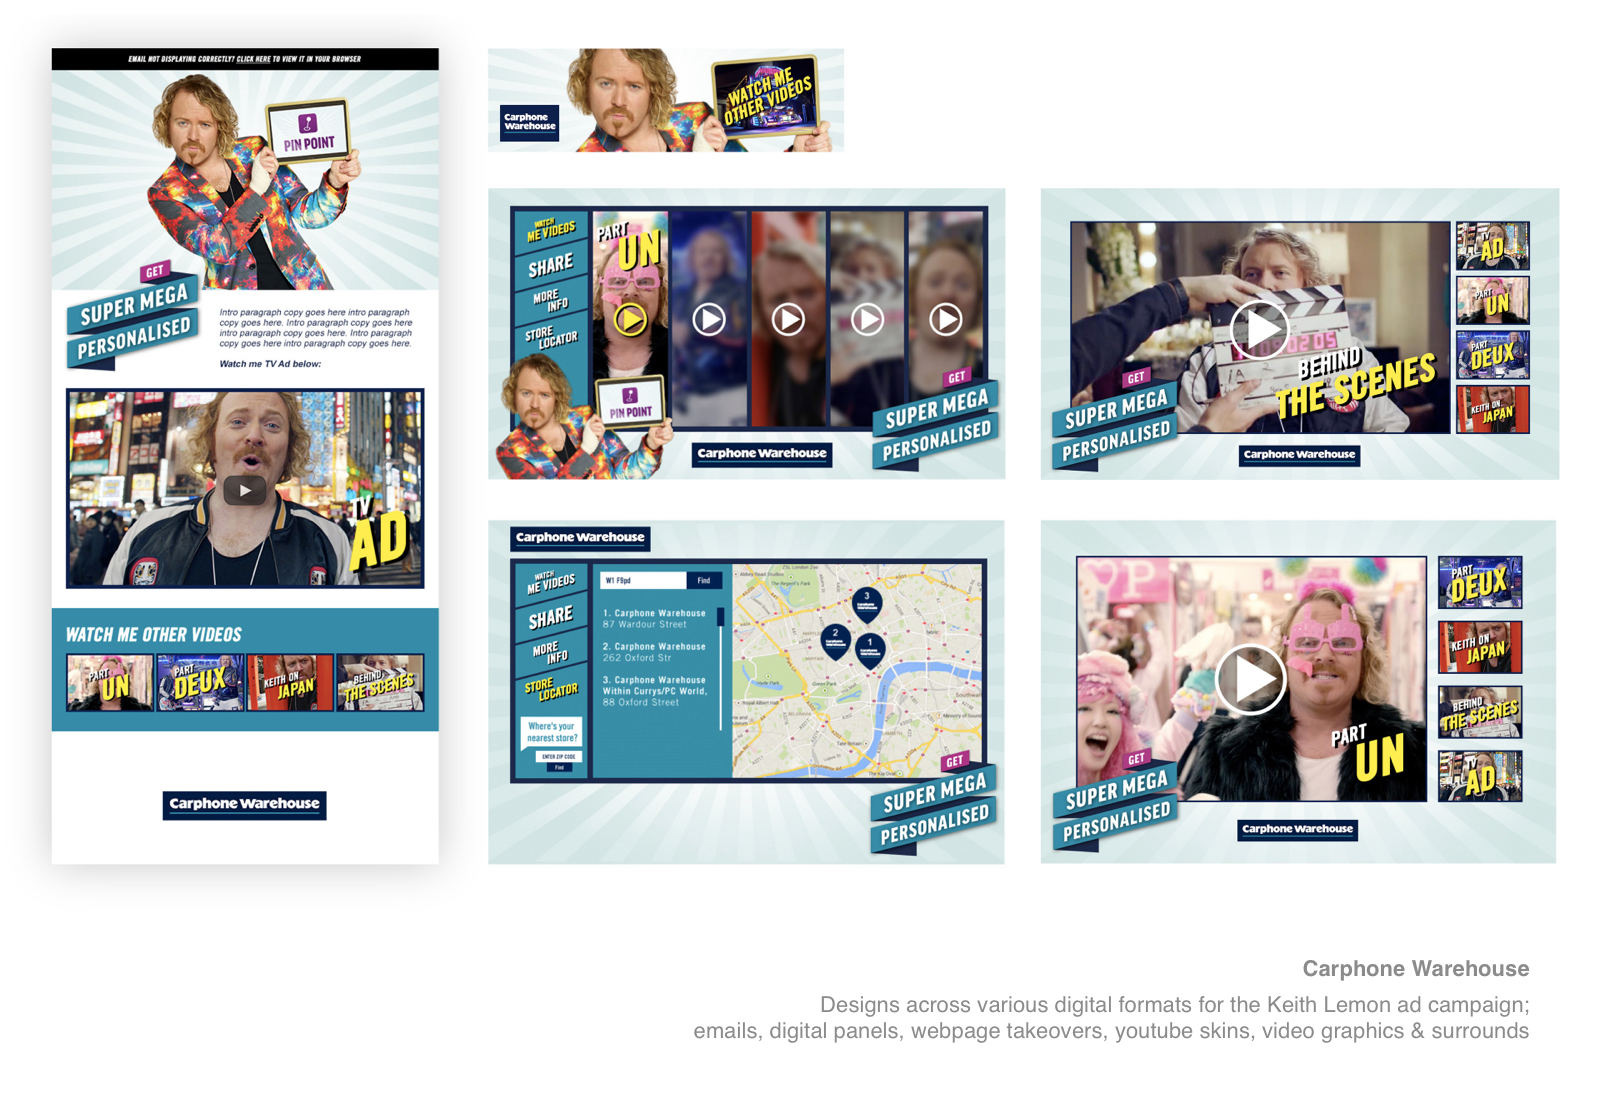 EMAIL NOT DISPLAYING CORRECTLY? CLICK HERE TO VIEW IT IN YOUR BROWSER
PIN POINT
GET
SUPER MEGA
PERSONALISED
Intro paragraph copy goes here intro paragraph
copy goes here. Intro paragraph copy goes here
intro paragraph copy goes here. Intro paragraph
copy goes here intro paragraph copy goes here.
Watch me TV Ad below:
TV
AD
WATCH ME OTHER VIDEOS
PART
UN
PART
DEUX
KEITH ON...
JAPAN
BEHIND
THE SCENES
Carphone Warehouse
Carphone
Warehouse
WATCH ME
OTHER VIDEOS
WATCH
ME VIDEOS
SHARE
MORE
INFO
STORE
LOCATOR
PART
UN
PIN POINT
GET
SUPER MEGA
PERSONALISED
Carphone Warehouse
BEHIND
THE SCENES
TV
AD
PART
UN
PART
DEUX
KEITH ON...
JAPAN
GET
SUPER MEGA
PERSONALISED
Carphone Warehouse
Carphone Warehouse
WATCH
ME VIDEOS
SHARE
MORE
INFO
STORE
LOCATOR
Where's your
nearest store?
ENTER ZIP CODE
Find
W1 F9pd
Find
1. Carphone Warehouse
87 Wardour Street
2. Carphone Warehouse
262 Oxford Str
3. Carphone Warehouse
Within Currys/PC World,
88 Oxford Street
3
Carphone
Warehouse
2
Carphone
Warehouse
1
Carphone
Warehouse
GET
SUPER MEGA
PERSONALISED
P
PART
UN
PART
DEUX
KEITH ON...
JAPAN
BEHIND
THE SCENES
TV
AD
GET
SUPER MEGA
PERSONALISED
Carphone Warehouse
Carphone Warehouse
Designs across various digital formats for the Keith Lemon ad campaign;
emails, digital panels, webpage takeovers, youtube skins, video graphics & surrounds